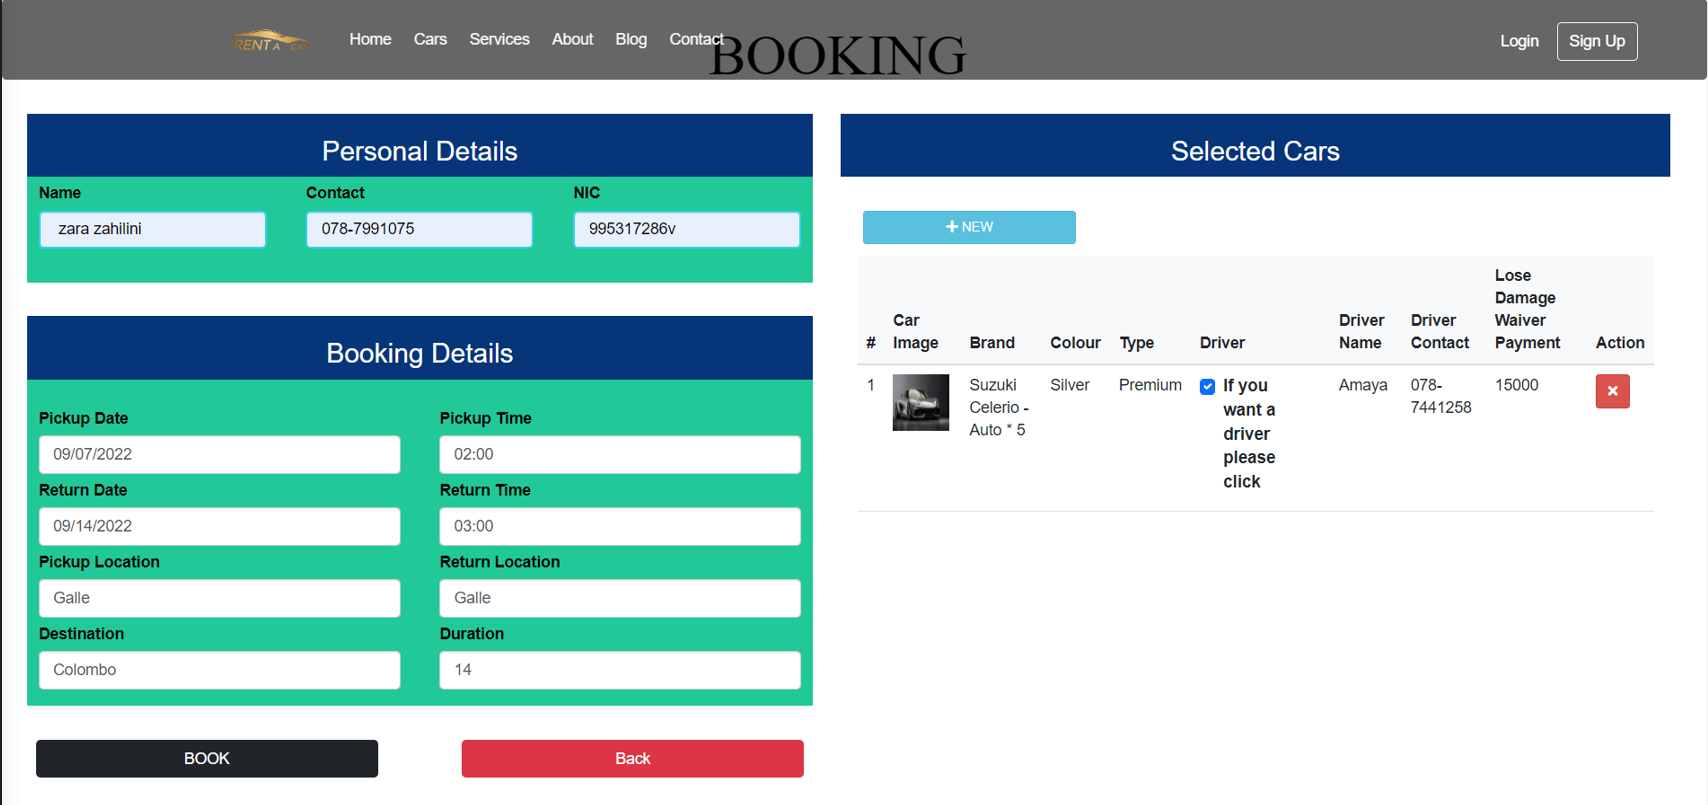 RENT A CAR
Home Cars Services About Blog Contact
BOOKING
Login Sign Up
Personal Details
Name Contact NIC
zara zahilini 078-7991075 995317286v
Booking Details
Pickup Date Pickup Time
09/07/2022 02:00
Return Date Return Time
09/14/2022 03:00
Pickup Location Return Location
Galle Galle
Destination Duration
Colombo 14
BOOK Back
Selected Cars
+ NEW
Lose
Damage
Car Driver Driver Waiver
# Image Brand Colour Type Driver Name Contact Payment Action
1 Suzuki Silver Premium If you Amaya 078- 15000
Celerio - want a 7441258
Auto * 5 driver
please
click